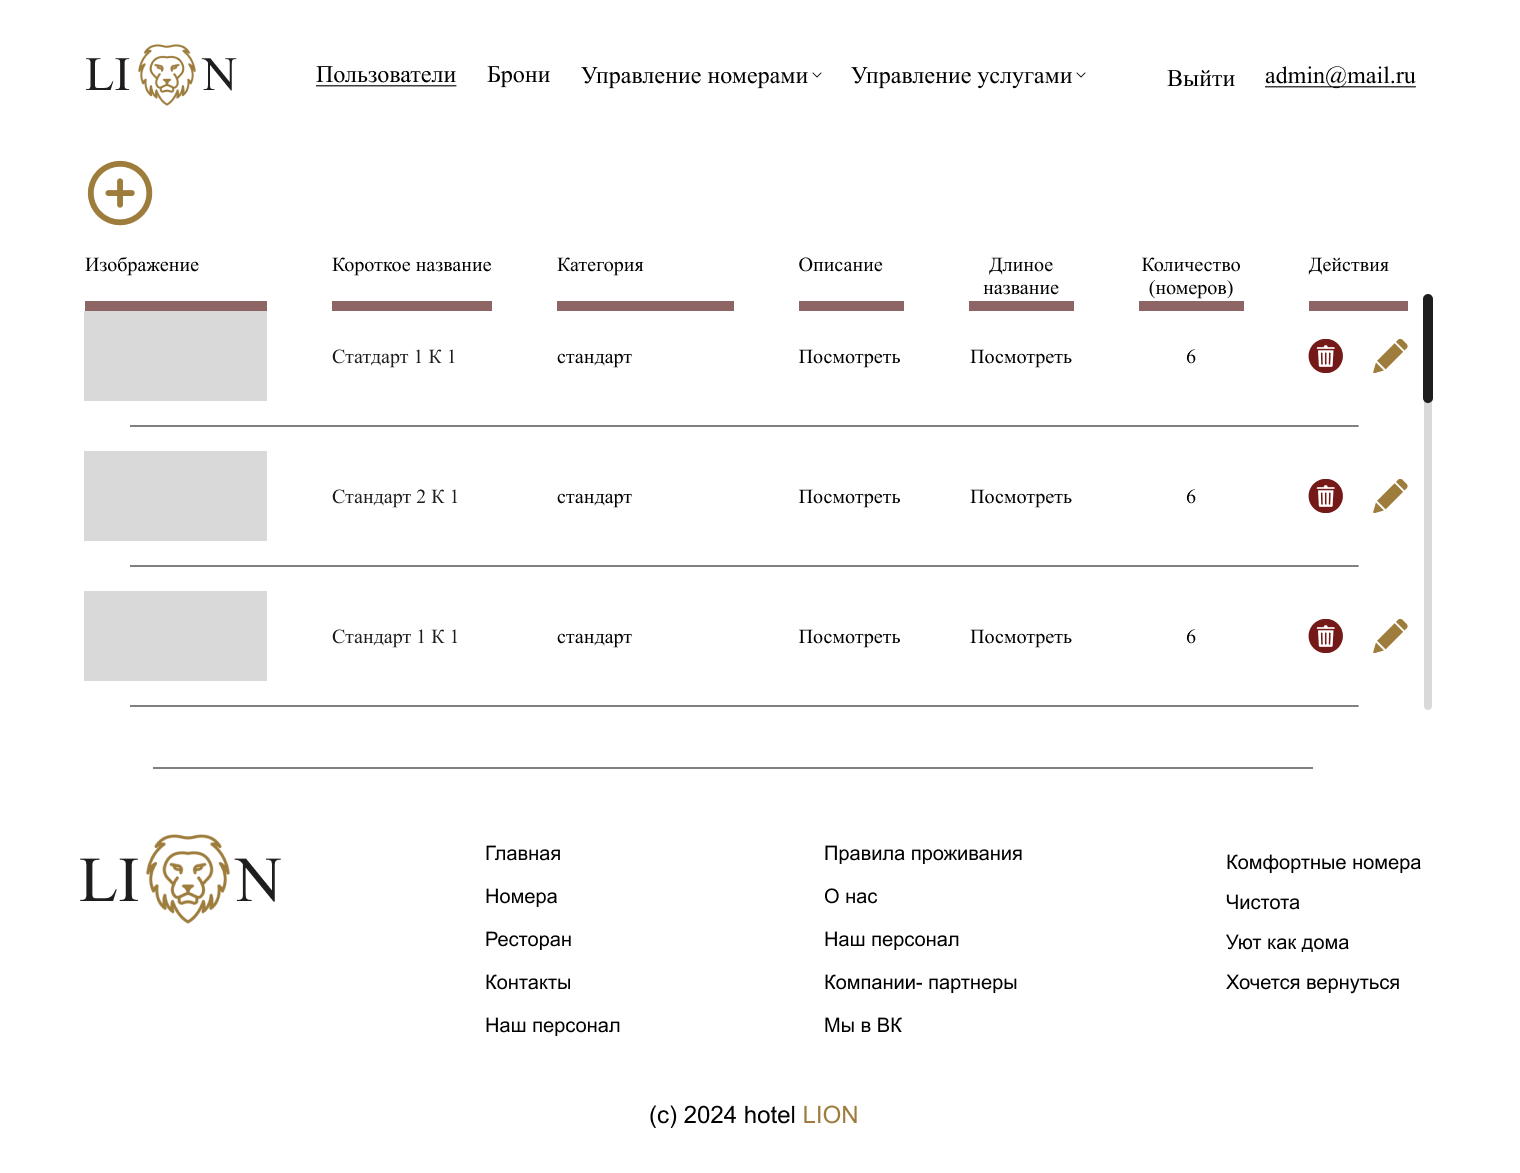 LION
Пользователи Брони Управление номерами Управление услугами Выйти admin@mail.ru
Изображение Короткое название Категория Описание Длиное название Количество (номеров) Действия
Статдарт 1 К 1 стандарт Посмотреть Посмотреть 6
Стандарт 2 К 1 стандарт Посмотреть Посмотреть 6
Стандарт 1 К 1 стандарт Посмотреть Посмотреть 6
LION
Главная
Номера
Ресторан
Контакты
Наш персонал
Правила проживания
О нас
Наш персонал
Компании- партнеры
Мы в ВК
Комфортные номера
Чистота
Уют как дома
Хочется вернуться
(c) 2024 hotel LION